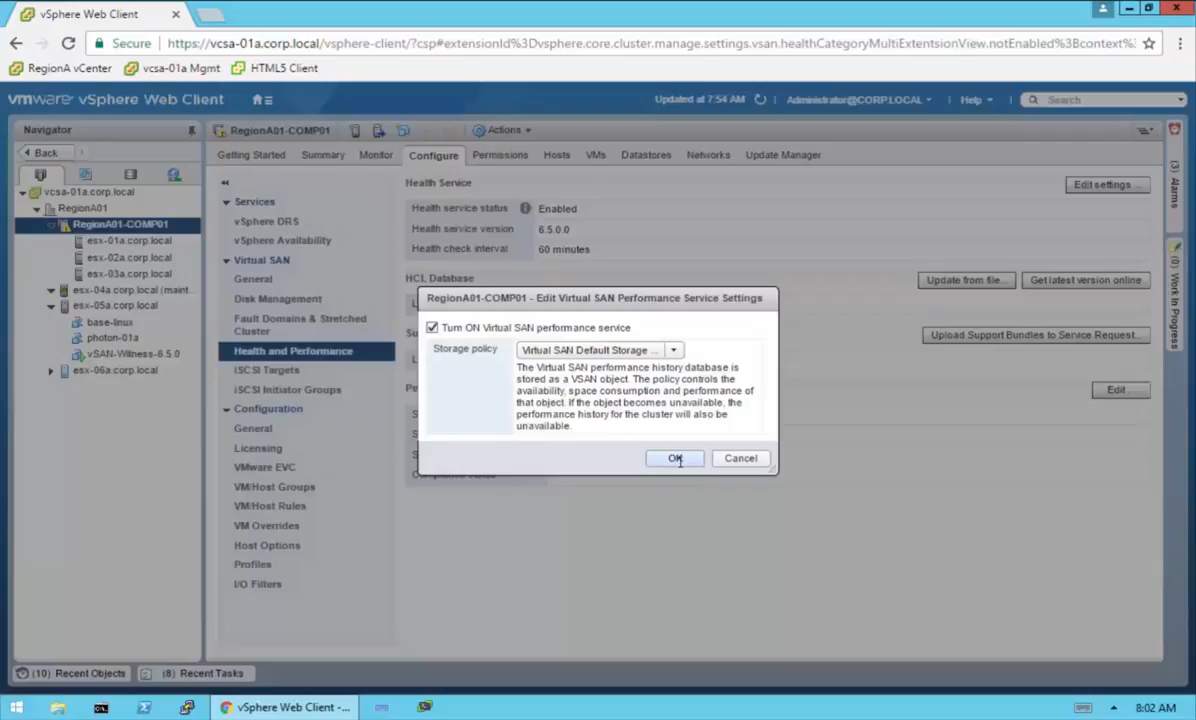 vSphere Web Client
Secure | https://vcsa-01a.corp.local/vsphere-client/?csp#extensionId%3Dvsphere.core.cluster.manage.settings.vsan.healthCategoryMultiExtentsionView.notEnabled%3Bcontext%
RegionA vCenter vcsa-01a Mgmt HTML5 Client
vmware® vSphere Web Client
Updated at 7:54 AM | Administrator@CORP.LOCAL | Help | Search
Navigator
RegionA01-COMP01 Actions
Back
Getting Started Summary Monitor Configure Permissions Hosts VMs Datastores Networks Update Manager
vcsa-01a.corp.local
RegionA01
RegionA01-COMP01
esx-01a.corp.local
esx-02a.corp.local
esx-03a.corp.local
esx-04a.corp.local (maint...
esx-05a.corp.local
base-linux
photon-01a
vSAN-Witness-6.5.0
esx-06a.corp.local
Services
vSphere DRS
vSphere Availability
Virtual SAN
General
Disk Management
Fault Domains & Stretched
Cluster
Health and Performance
iSCSI Targets
iSCSI Initiator Groups
Configuration
General
Licensing
VMware EVC
VM/Host Groups
VM/Host Rules
VM Overrides
Host Options
Profiles
I/O Filters
Health Service
Edit settings...
Health service status Enabled
Health service version 6.5.0.0
Health check interval 60 minutes
HCL Database
Update from file... Get latest version online
Upload Support Bundles to Service Request...
Edit...
RegionA01-COMP01 - Edit Virtual SAN Performance Service Settings
Turn ON Virtual SAN performance service
Storage policy
Virtual SAN Default Storage ...
The Virtual SAN performance history database is
stored as a VSAN object. The policy controls the
availability, space consumption and performance of
that object. If the object becomes unavailable, the
performance history for the cluster will also be
unavailable.
OK Cancel
(3) Alarms
(0) Work In Progress
(10) Recent Objects (8) Recent Tasks
vSphere Web Client -...
8:02 AM